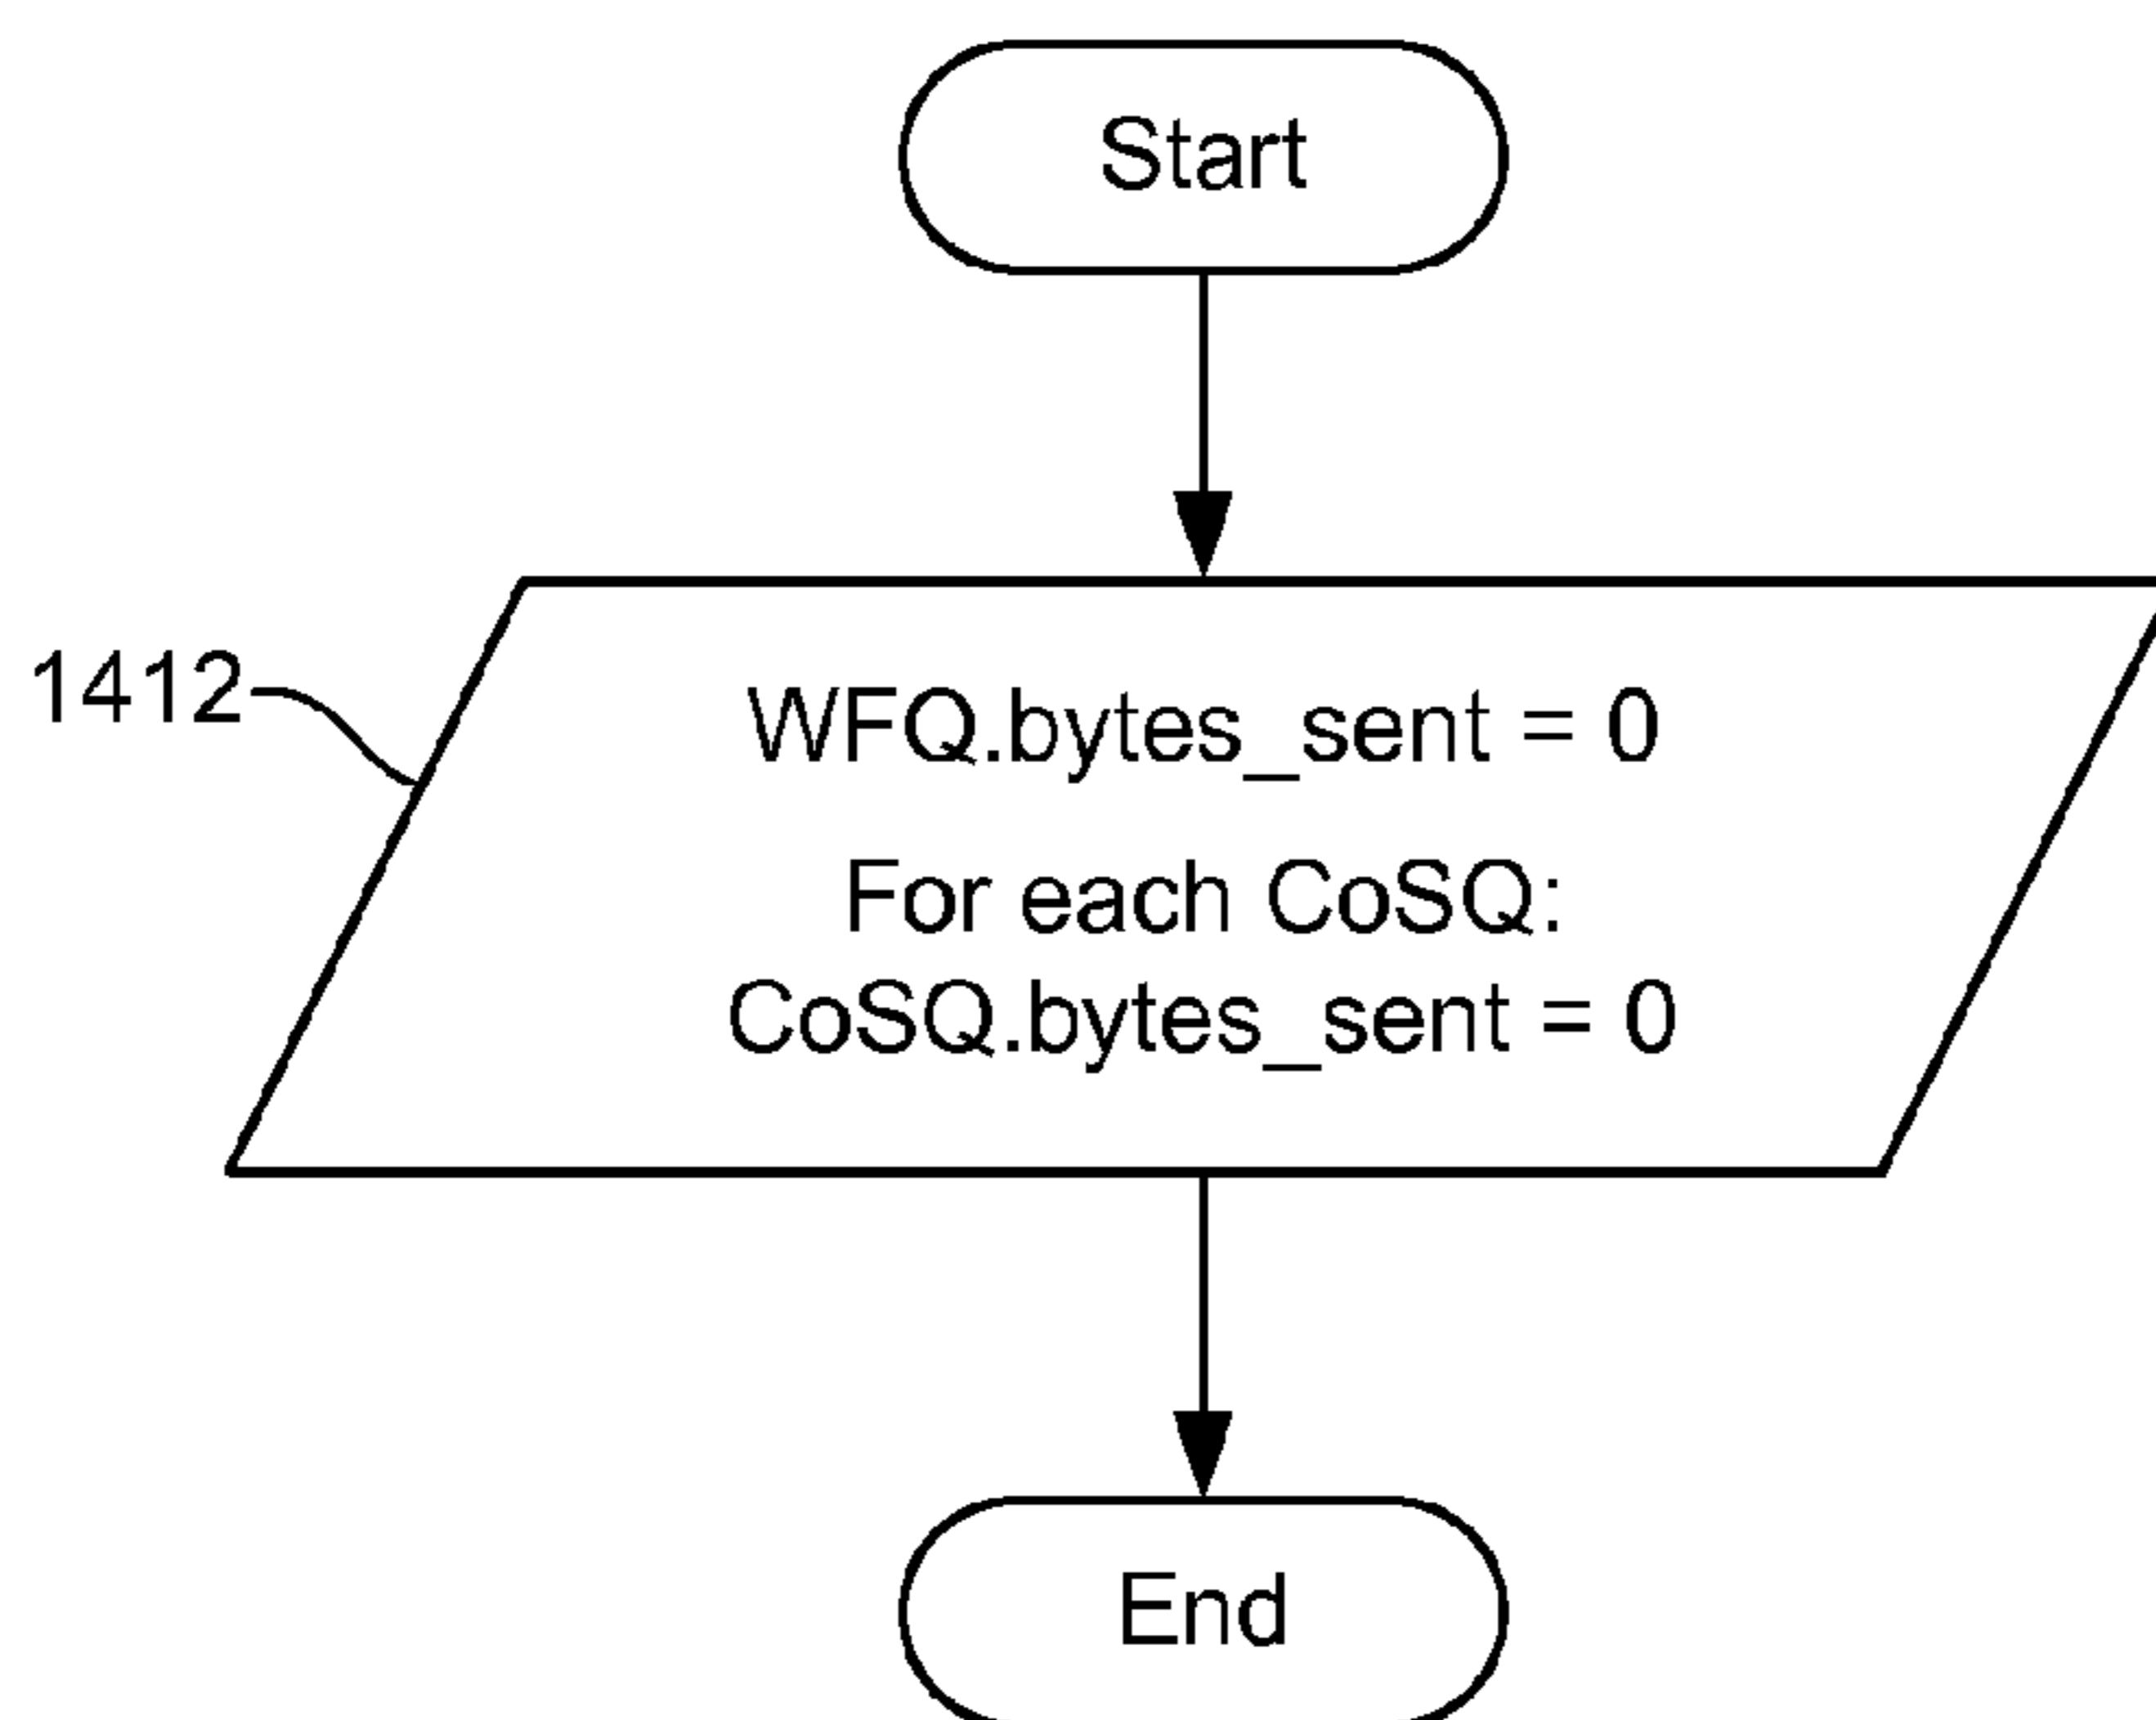 Start
1412
WFQ.bytes_sent = 0
For each CoSQ:
CoSQ.bytes_sent = 0
End